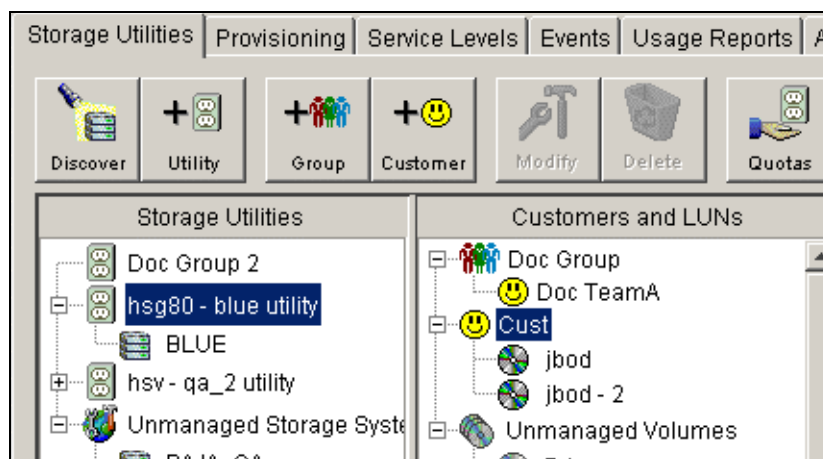 Storage Utilities Provisioning Service Levels Events Usage Reports
Discover Utility Group Customer Modify Delete Quotas
Storage Utilities Customers and LUNs
Doc Group 2
hsg80 - blue utility
BLUE
hsv - qa_2 utility
Unmanaged Storage Syste
Doc Group
Doc TeamA
Cust
jbod
jbod - 2
Unmanaged Volumes